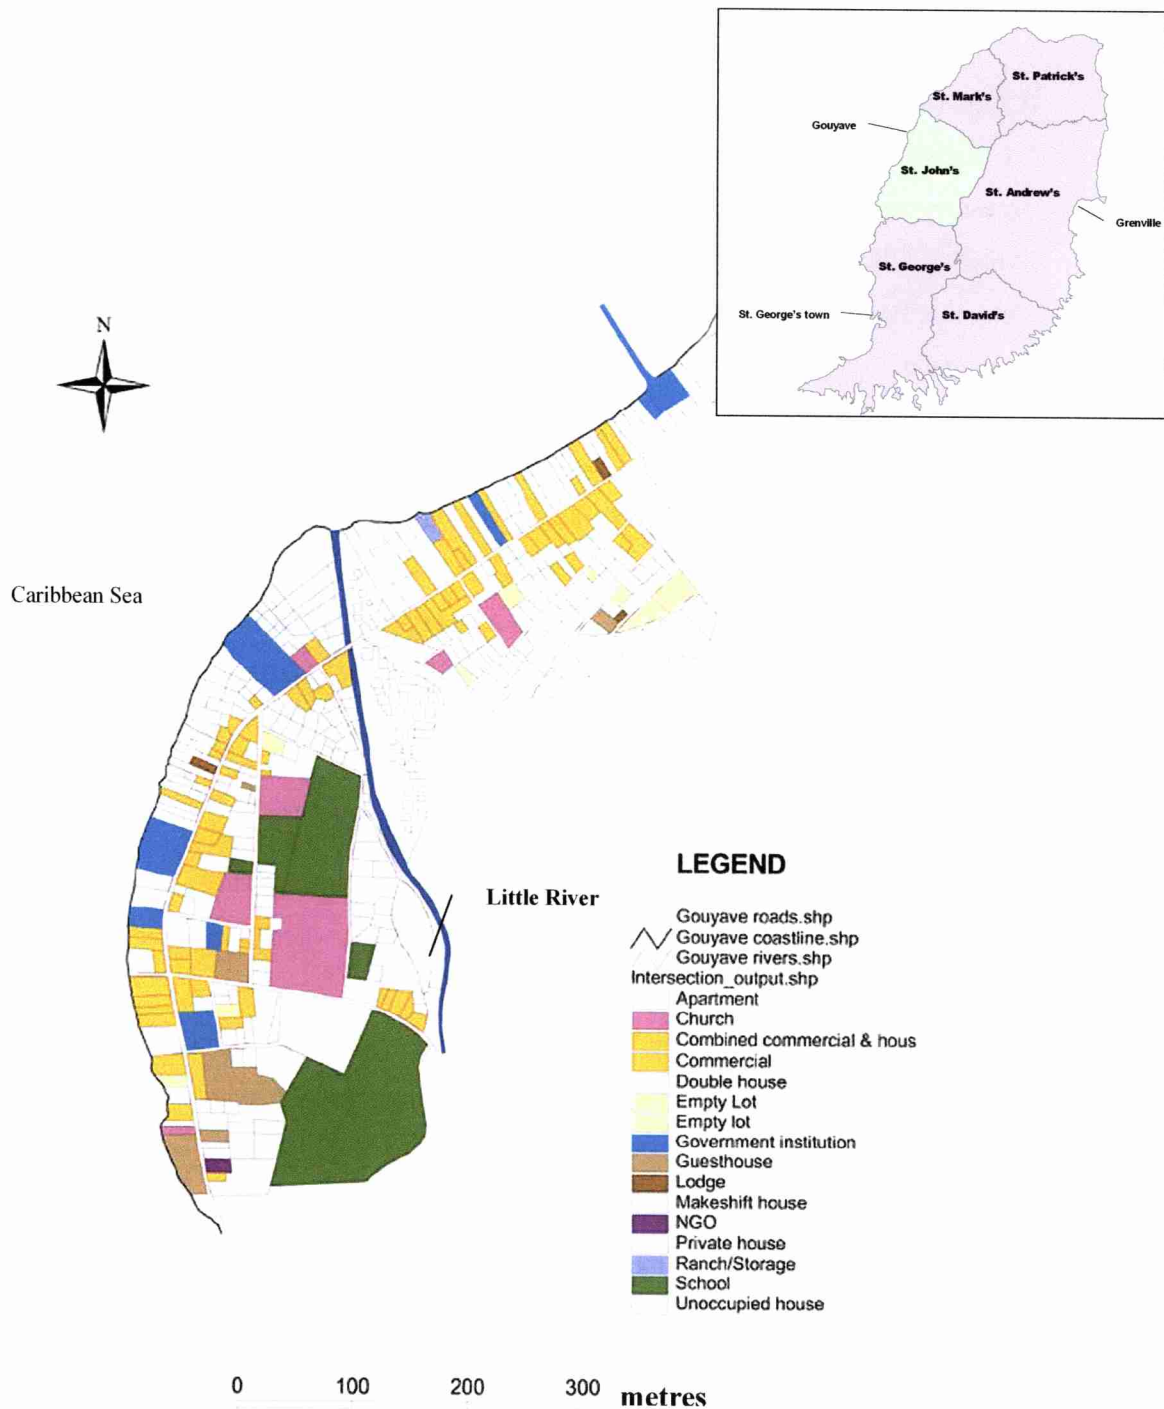 St. Patrick's
St. Mark's
Gouyave
St. John's
St. Andrew's
Grenville
St. George's
St. George's town
St. David's
N
Caribbean Sea
Little River
LEGEND
Gouyave roads.shp
Gouyave coastline.shp
Gouyave rivers.shp
Intersection_output.shp
Apartment
Church
Combined commercial & hous
Commercial
Double house
Empty Lot
Empty lot
Government institution
Guesthouse
Lodge
Makeshift house
NGO
Private house
Ranch/Storage
School
Unoccupied house
0 100 200 300 metres